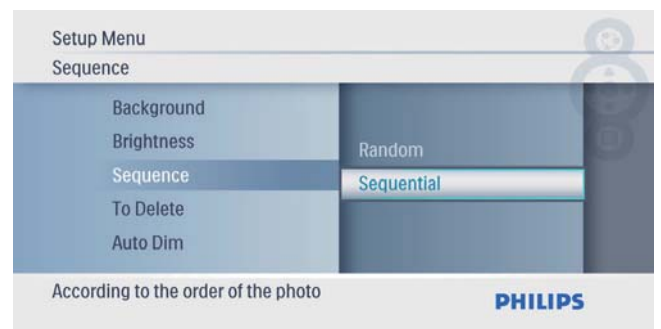 Setup Menu
Sequence
Background
Brightness
Sequence
To Delete
Auto Dim
Random
Sequential
According to the order of the photo
PHILIPS